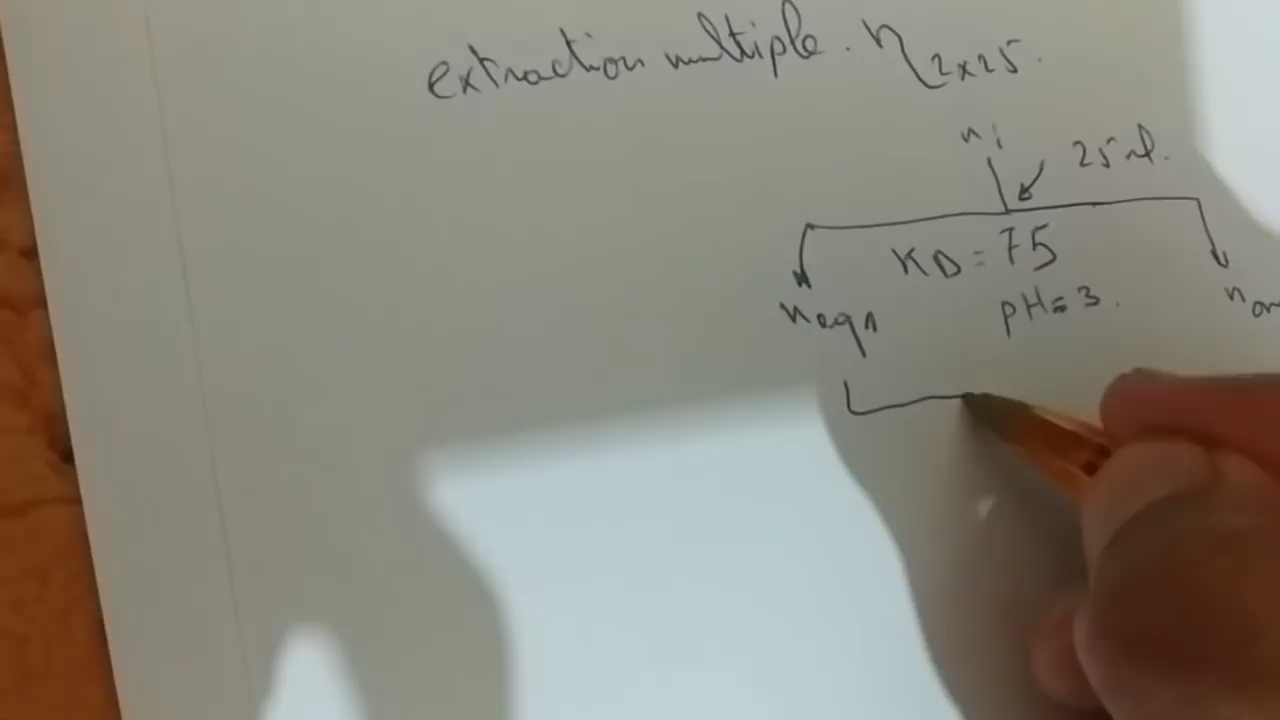 extraction multiple. η2x25.
ni
25 ml.
KD = 75
naq1
pH = 3.
nor